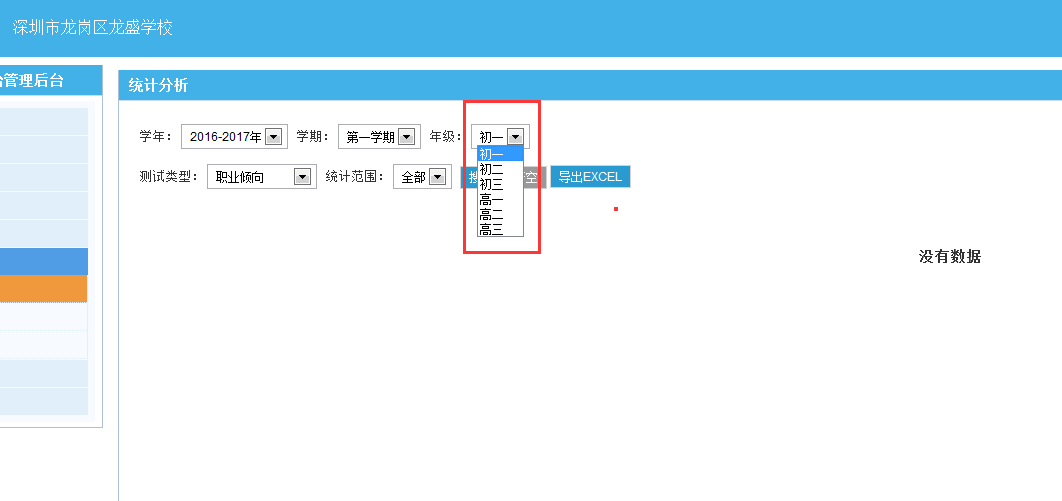 深圳市龙岗区龙盛学校
管理后台
统计分析
学年： 2016-2017年 学期： 第一学期 年级： 初一
初一
初二
初三
高一
高二
高三
测试类型： 职业倾向 统计范围： 全部 空 导出EXCEL
没有数据